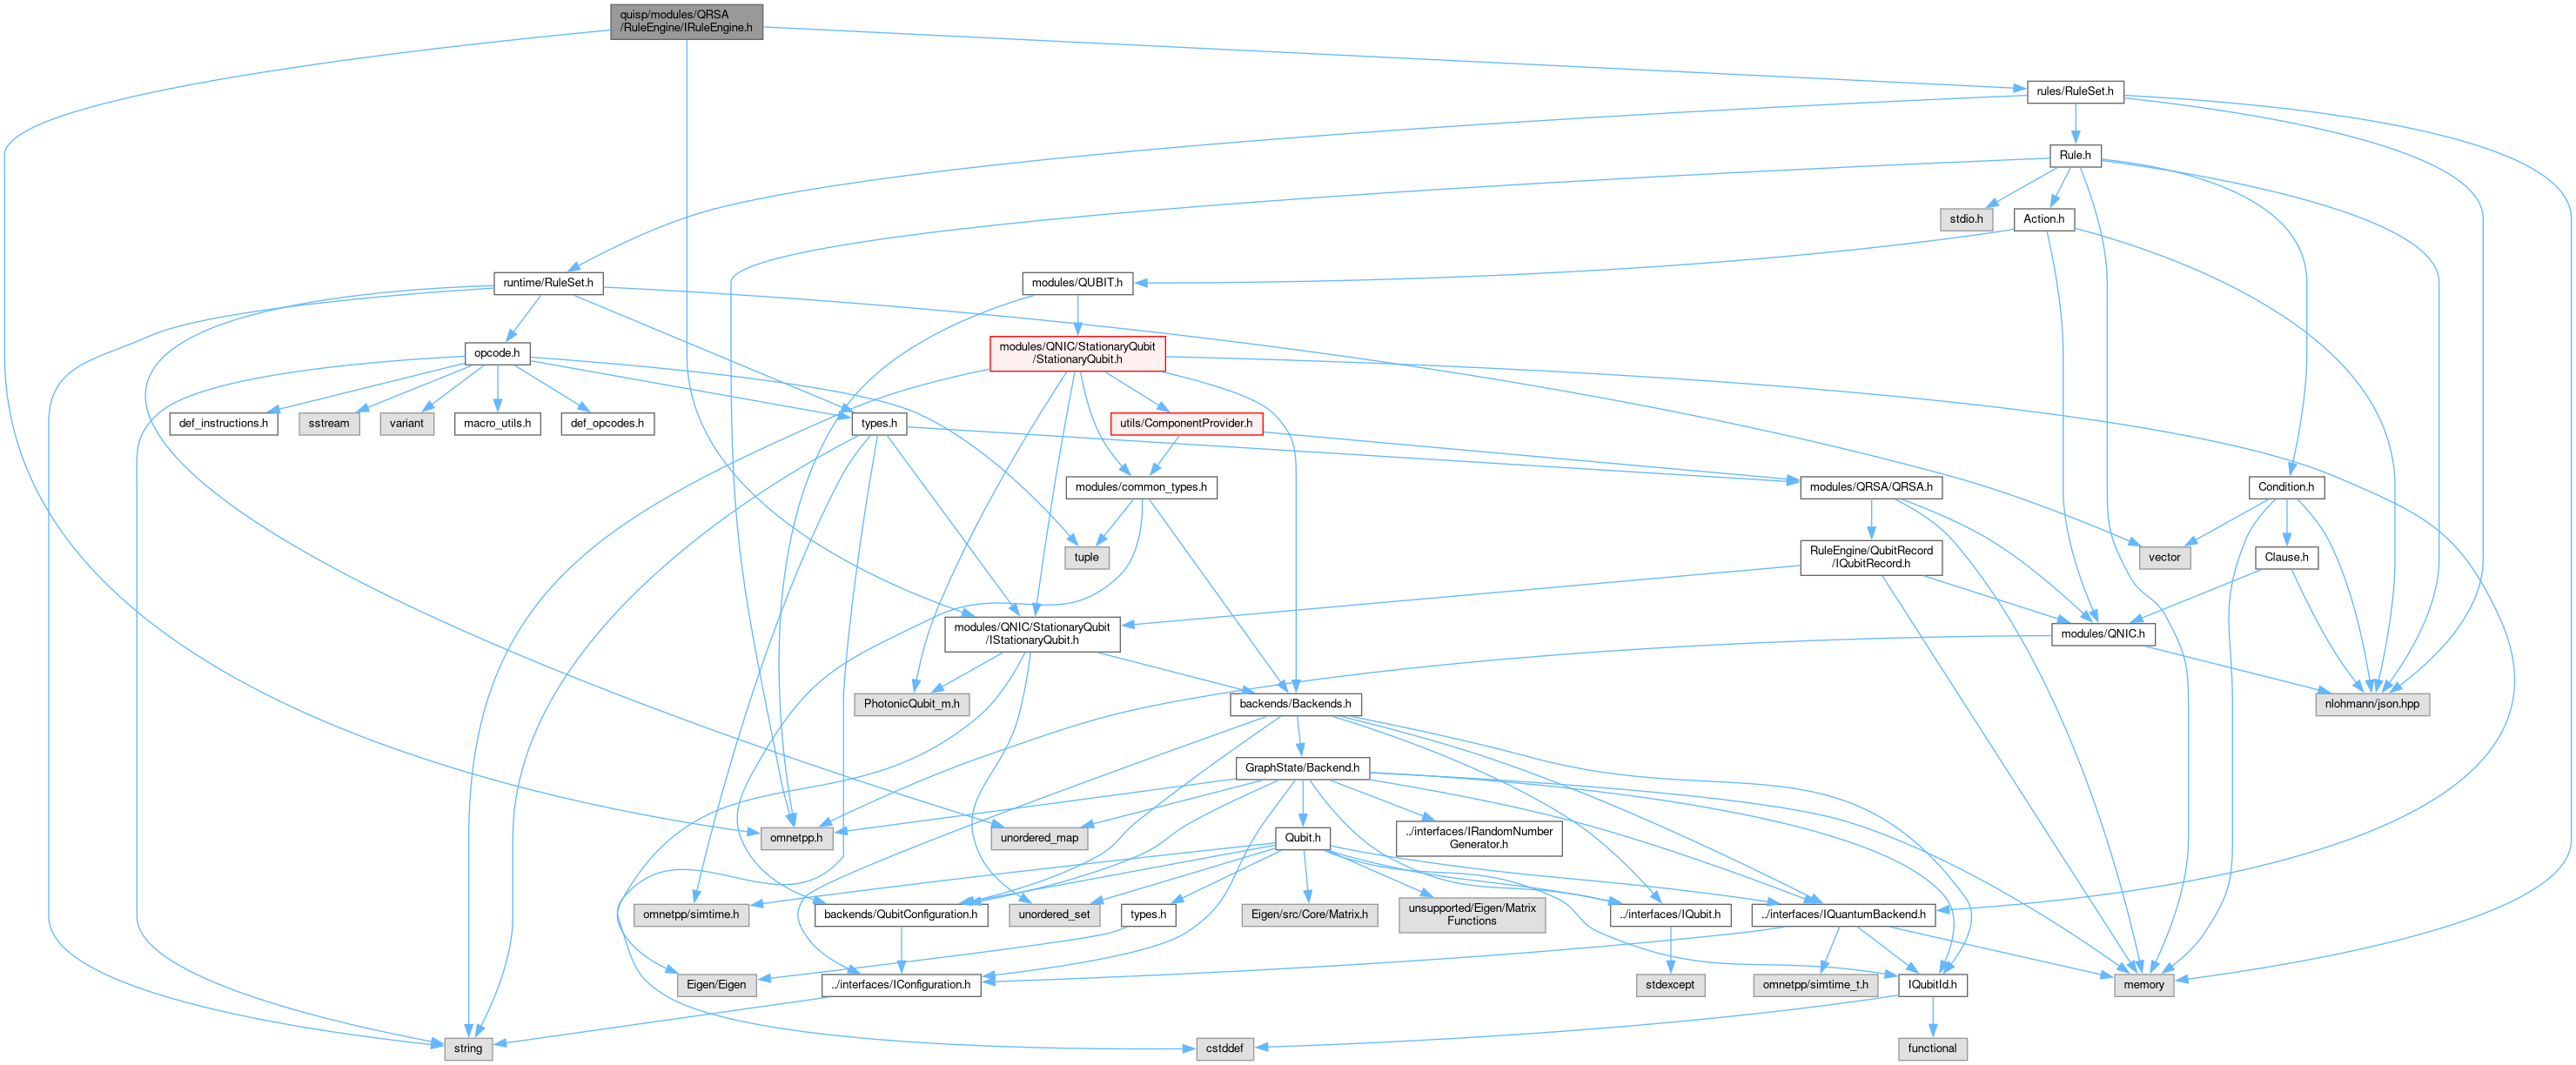 quisp/modules/QRSA
/RuleEngine/IRuleEngine.h
rules/RuleSet.h
Rule.h
stdio.h
Action.h
runtime/RuleSet.h
modules/QUBIT.h
opcode.h
modules/QNIC/StationaryQubit
/StationaryQubit.h
def_instructions.h
sstream
variant
macro_utils.h
def_opcodes.h
types.h
utils/ComponentProvider.h
modules/common_types.h
modules/QRSA/QRSA.h
Condition.h
tuple
RuleEngine/QubitRecord
/IQubitRecord.h
vector
Clause.h
modules/QNIC/StationaryQubit
/IStationaryQubit.h
modules/QNIC.h
PhotonicQubit_m.h
backends/Backends.h
nlohmann/json.hpp
GraphState/Backend.h
omnetpp.h
unordered_map
Qubit.h
../interfaces/IRandomNumber
Generator.h
omnetpp/simtime.h
backends/QubitConfiguration.h
unordered_set
types.h
Eigen/src/Core/Matrix.h
unsupported/Eigen/Matrix
Functions
../interfaces/IQubit.h
../interfaces/IQuantumBackend.h
Eigen/Eigen
../interfaces/IConfiguration.h
stdexcept
omnetpp/simtime_t.h
IQubitId.h
memory
string
cstddef
functional